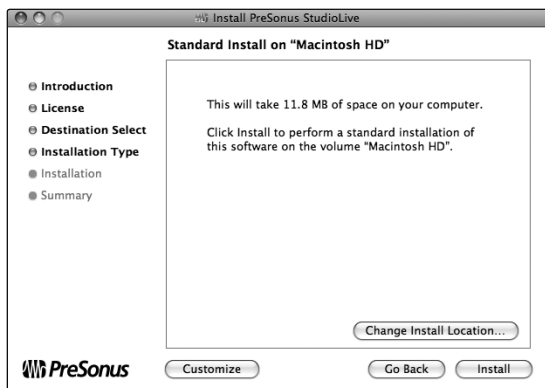 Install PreSonus StudioLive
Standard Install on “Macintosh HD”
Introduction
License
Destination Select
Installation Type
Installation
Summary
This will take 11.8 MB of space on your computer.
Click Install to perform a standard installation of
this software on the volume “Macintosh HD”.
Change Install Location...
PreSonus
Customize
Go Back
Install